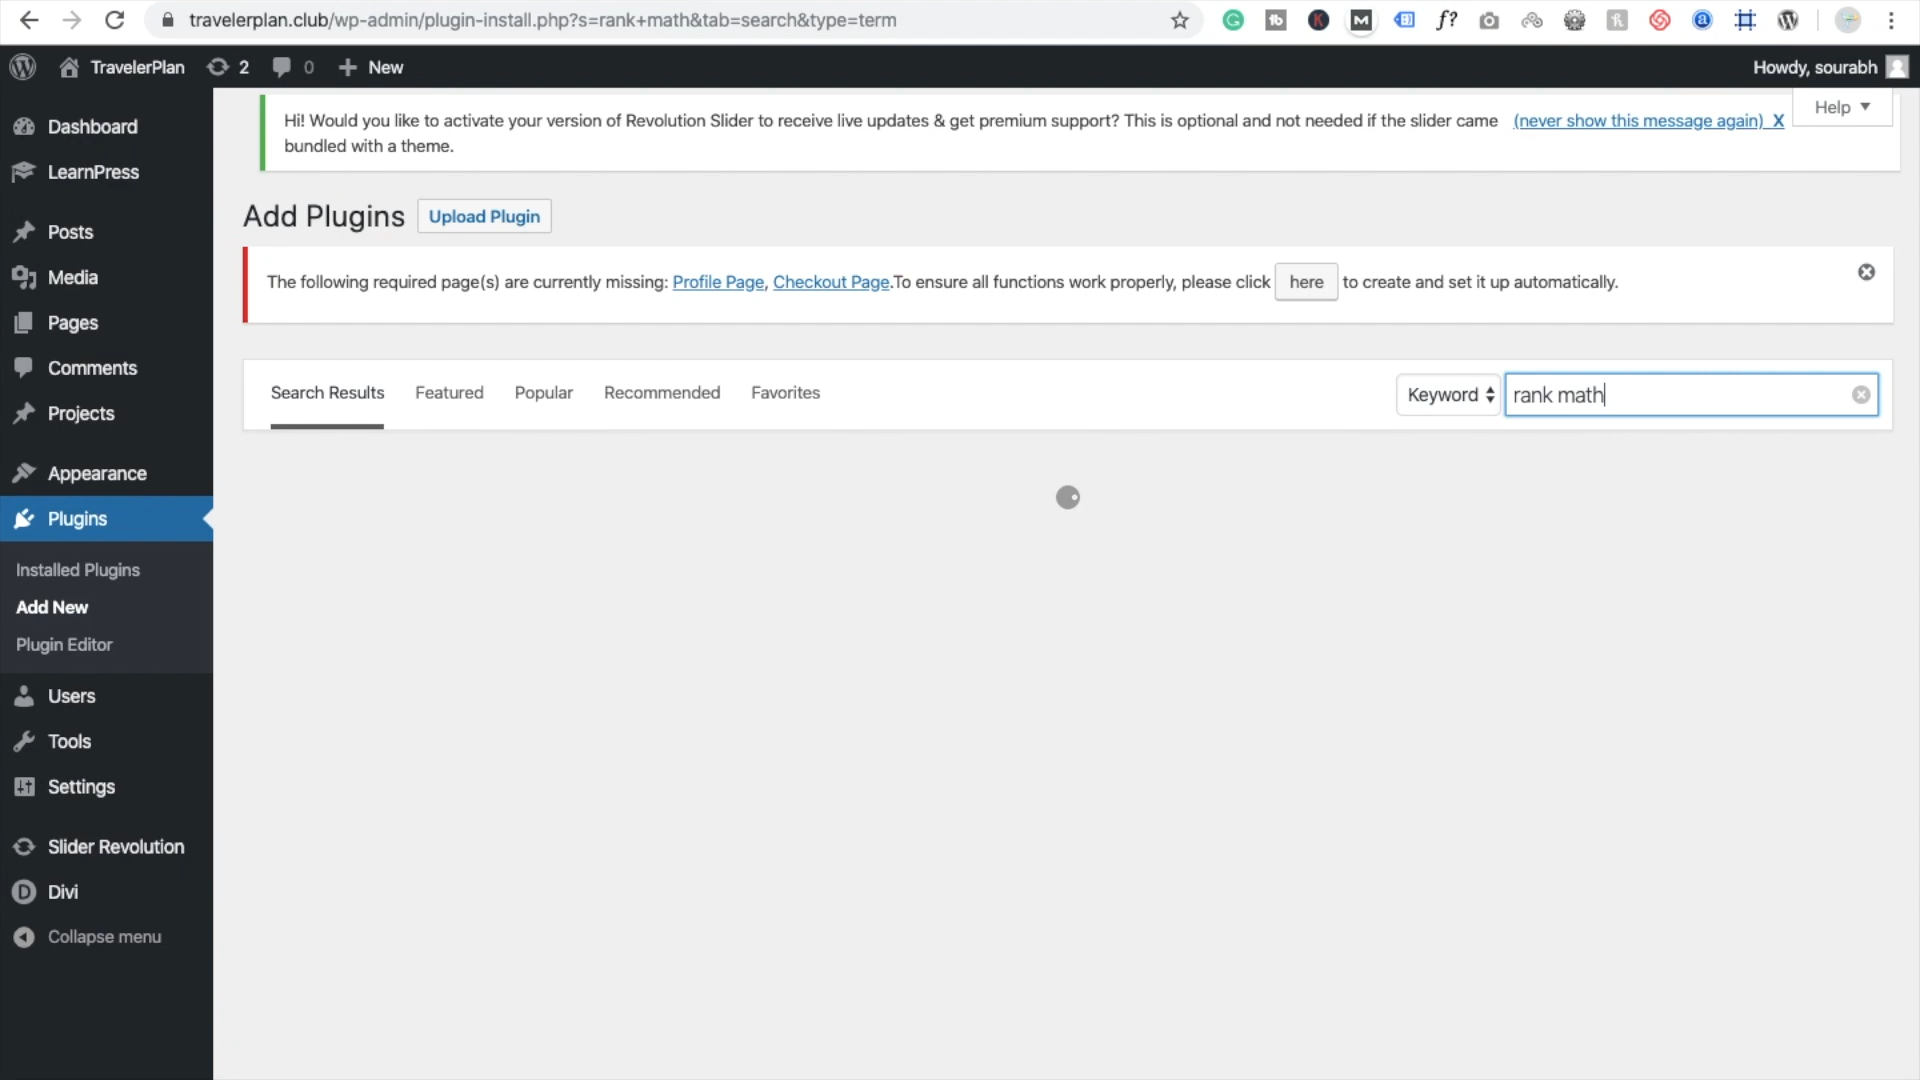 travelerplan.club/wp-admin/plugin-install.php?s=rank+math&tab=search&type=term
TravelerPlan 2 0 New
Howdy, sourabh
Help
Hi! Would you like to activate your version of Revolution Slider to receive live updates & get premium support? This is optional and not needed if the slider came
bundled with a theme.
(never show this message again) X
Dashboard
LearnPress
Posts
Media
Pages
Comments
Projects
Appearance
Plugins
Installed Plugins
Add New
Plugin Editor
Users
Tools
Settings
Slider Revolution
Divi
Collapse menu
Add Plugins
Upload Plugin
The following required page(s) are currently missing: Profile Page, Checkout Page.To ensure all functions work properly, please click here to create and set it up automatically.
Search Results
Featured
Popular
Recommended
Favorites
Keyword
rank math